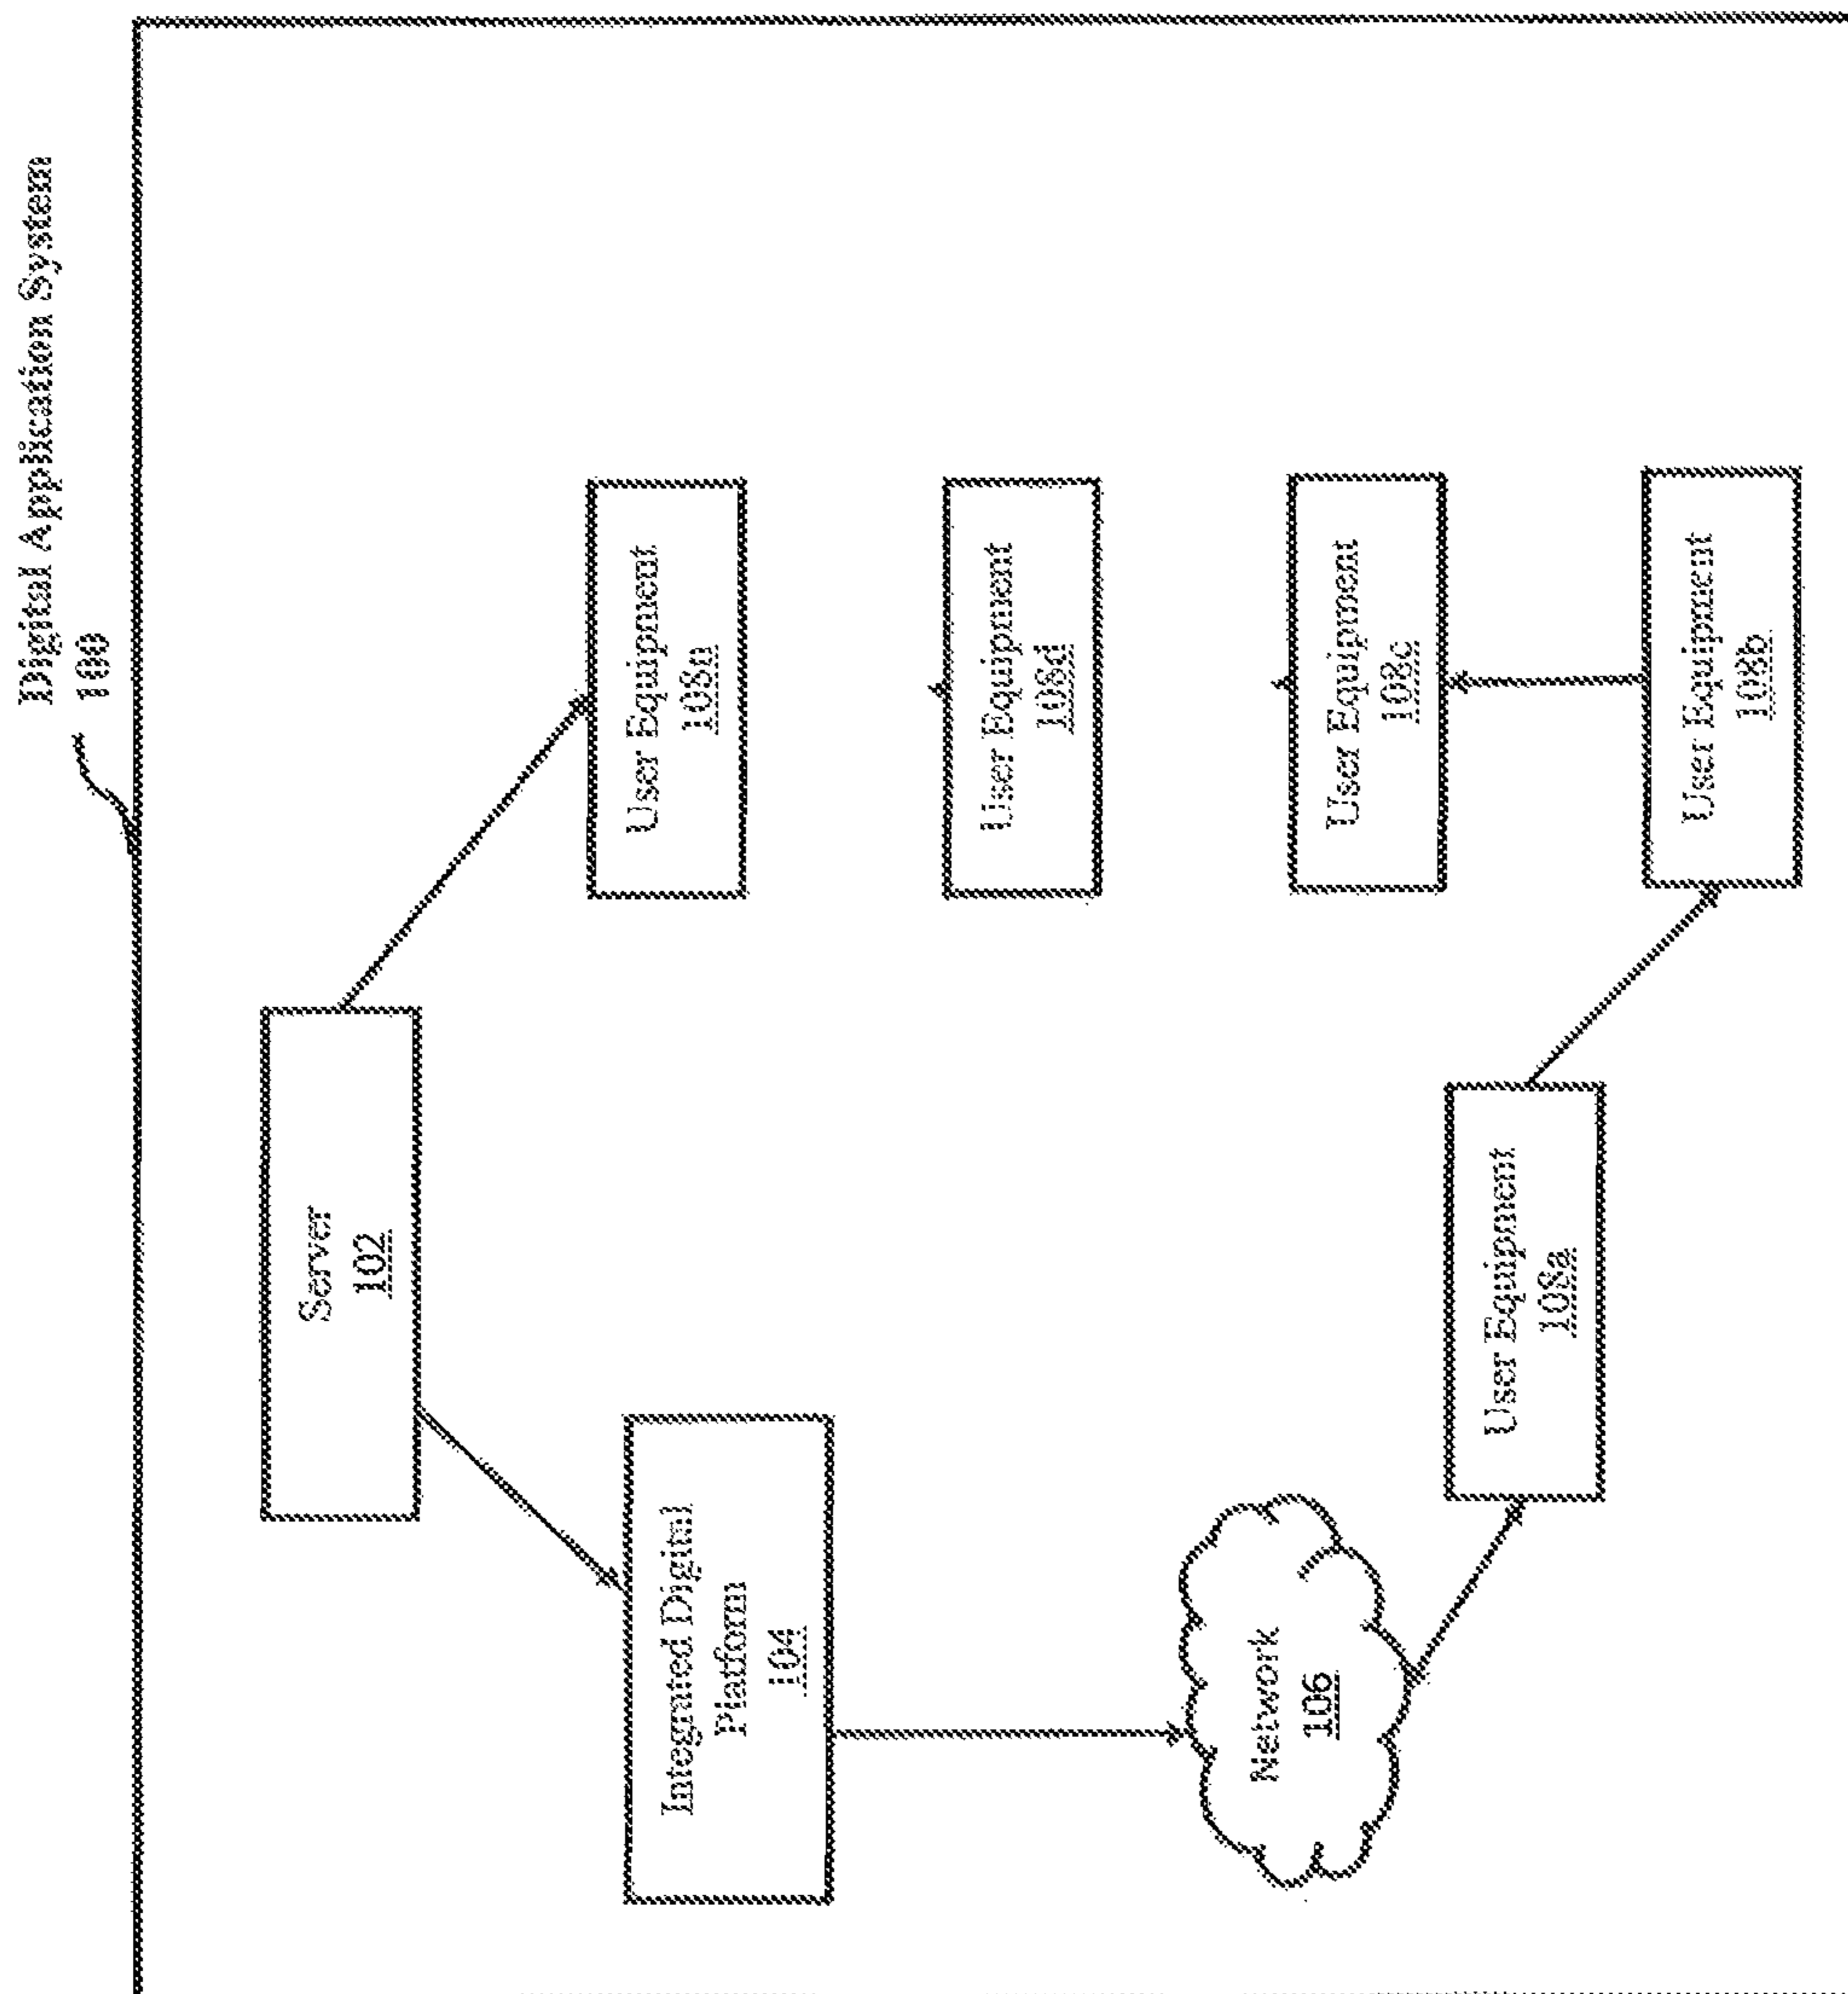 Digital Application System
100
Server
102
Integrated Digital
Platform
104
Network
106
User Equipment
108a
User Equipment
108b
User Equipment
108c
User Equipment
108d
User Equipment
108n